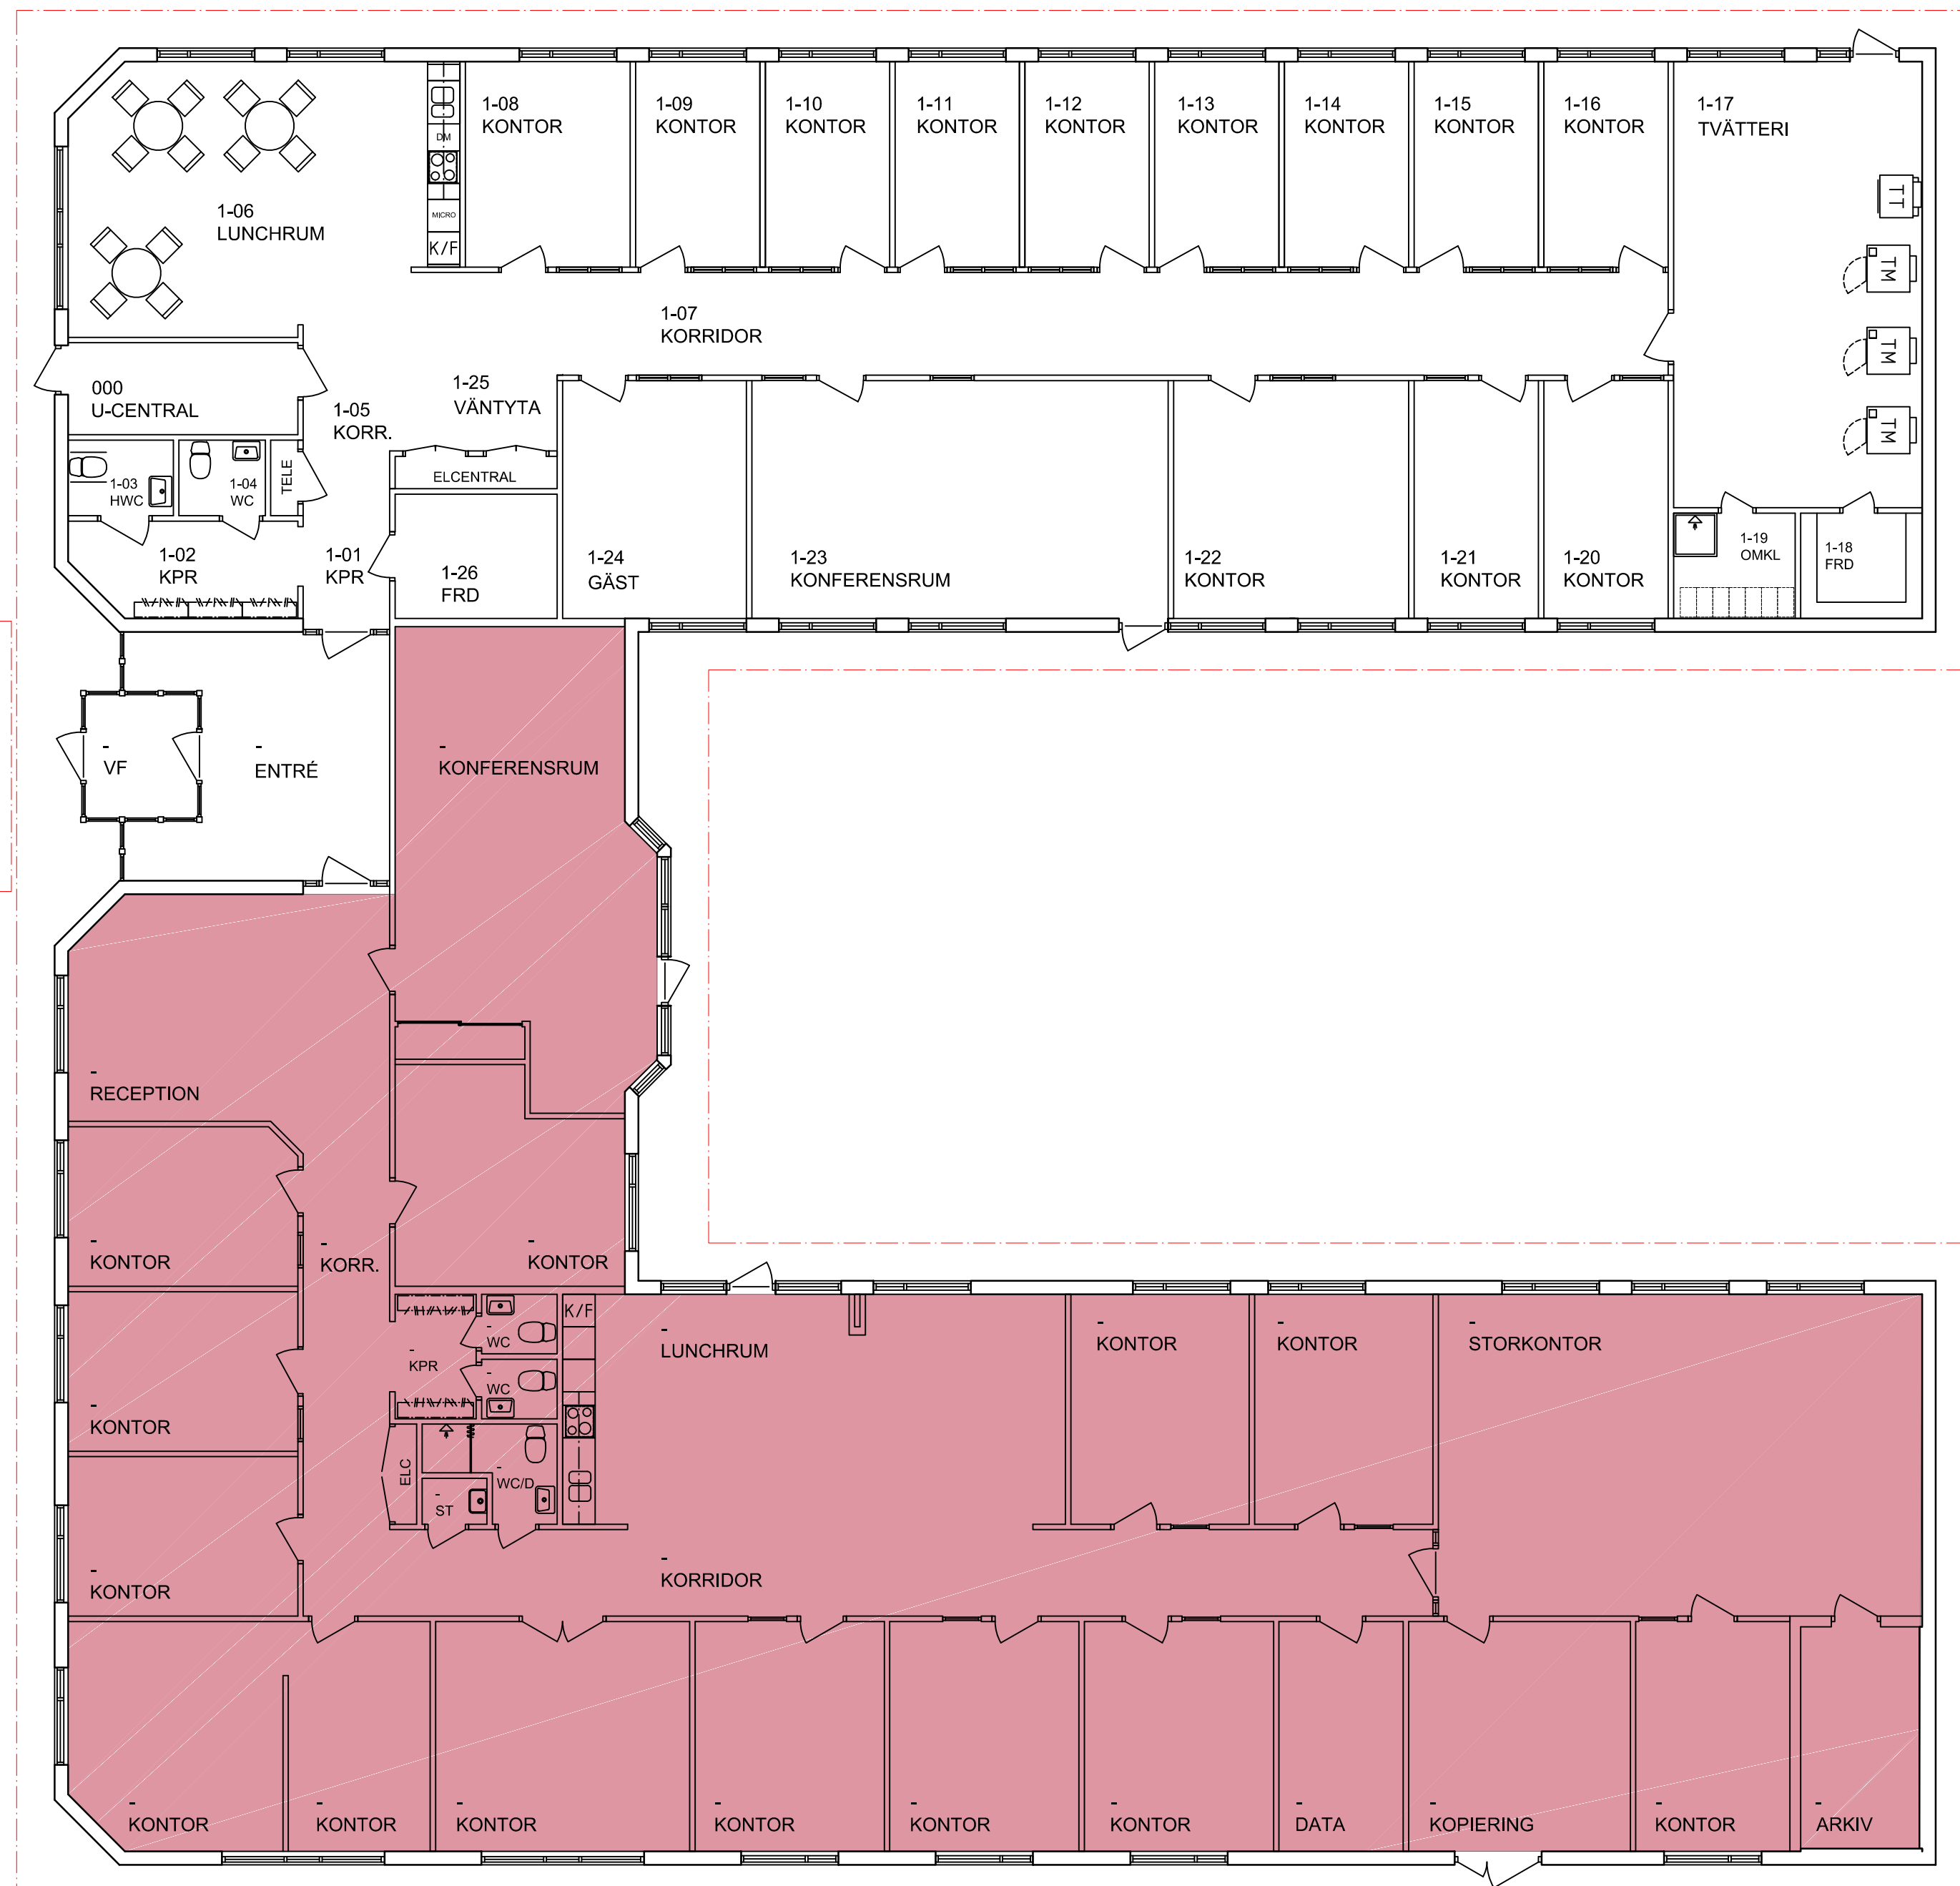 1-08
KONTOR
1-09
KONTOR
1-10
KONTOR
1-11
KONTOR
1-12
KONTOR
1-13
KONTOR
1-14
KONTOR
1-15
KONTOR
1-16
KONTOR
1-17
TVÄTTERI
DM
MICRO
K/F
TT
TM
TM
TM
1-06
LUNCHRUM
1-07
KORRIDOR
000
U-CENTRAL
1-25
VÄNTYTA
1-05
KORR.
ELCENTRAL
TELE
1-03
HWC
1-04
WC
1-02
KPR
1-01
KPR
1-26
FRD
1-24
GÄST
1-23
KONFERENSRUM
1-22
KONTOR
1-21
KONTOR
1-20
KONTOR
1-19
OMKL
1-18
FRD
-
VF
-
ENTRÉ
-
KONFERENSRUM
-
RECEPTION
-
KONTOR
-
KORR.
-
KONTOR
K/F
-
WC
-
KPR
-
WC
-
LUNCHRUM
-
KONTOR
-
KONTOR
-
STORKONTOR
-
KONTOR
ELC
-
WC/D
-
ST
-
KONTOR
-
KORRIDOR
-
KONTOR
-
KONTOR
-
KONTOR
-
KONTOR
-
KONTOR
-
KONTOR
-
DATA
-
KOPIERING
-
KONTOR
-
ARKIV